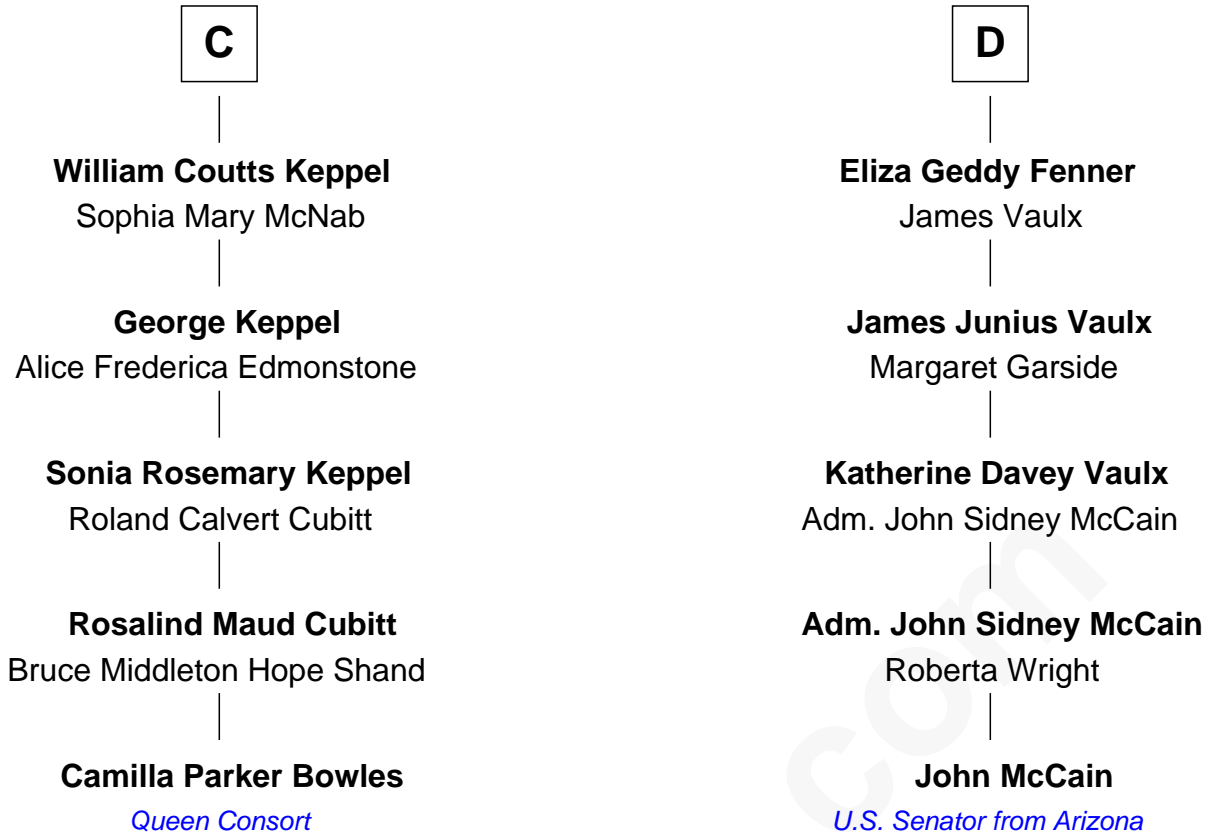 C
William Coutts Keppel
Sophia Mary McNab
George Keppel
Alice Frederica Edmonstone
Sonia Rosemary Keppel
Roland Calvert Cubitt
Rosalind Maud Cubitt
Bruce Middleton Hope Shand
Camilla Parker Bowles
Queen Consort
D
Eliza Geddy Fenner
James Vaulx
James Junius Vaulx
Margaret Garside
Katherine Davey Vaulx
Adm. John Sidney McCain
Adm. John Sidney McCain
Roberta Wright
John McCain
U.S. Senator from Arizona
com